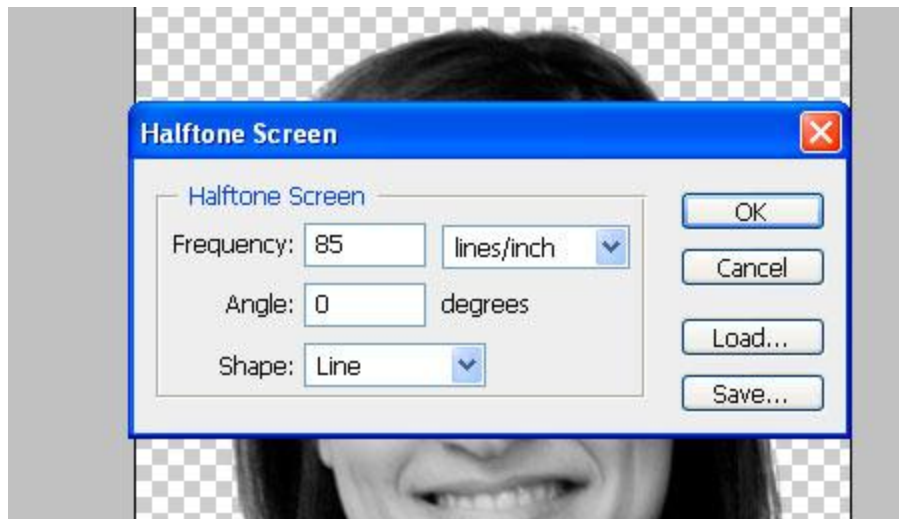 Halftone Screen
Halftone Screen
Frequency: 85 lines/inch
Angle: 0 degrees
Shape: Line
OK
Cancel
Load...
Save...